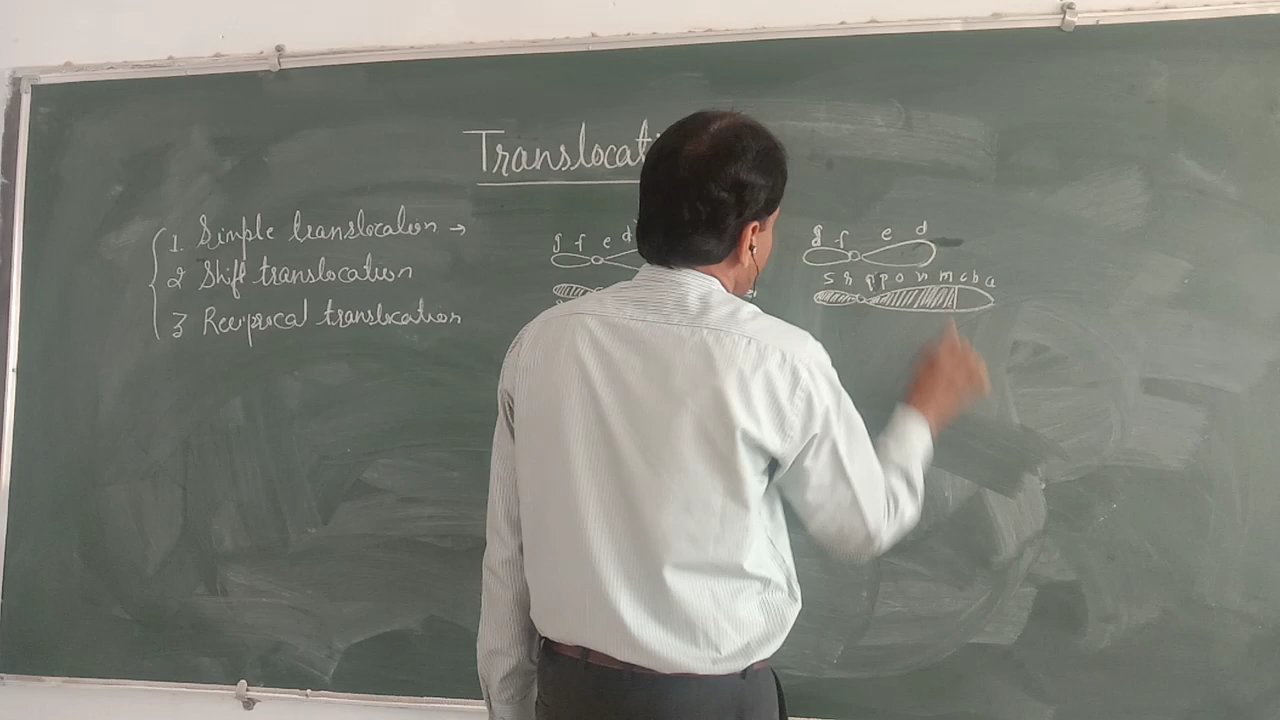 Translocati
1. Simple translocation →
2 Shift translocation
3 Reciprocal translocation
g f e d
g f e d
s r q p o n m c b a